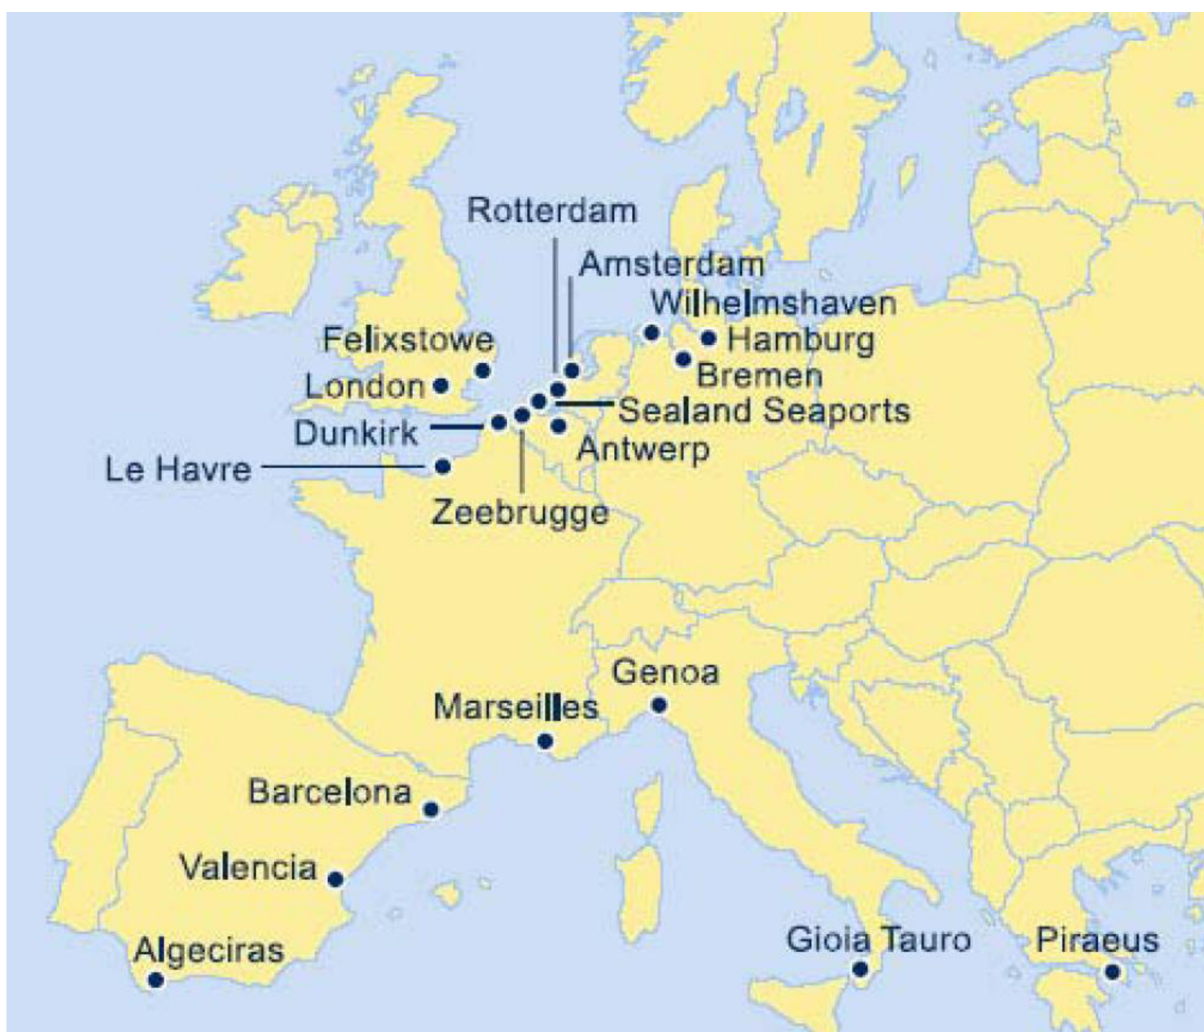 Rotterdam
Amsterdam
Wilhelmshaven
Felixstowe
Hamburg
London
Bremen
Sealand Seaports
Dunkirk
Antwerp
Le Havre
Zeebrugge
Genoa
Marseilles
Barcelona
Valencia
Algeciras
Gioia Tauro
Piraeus